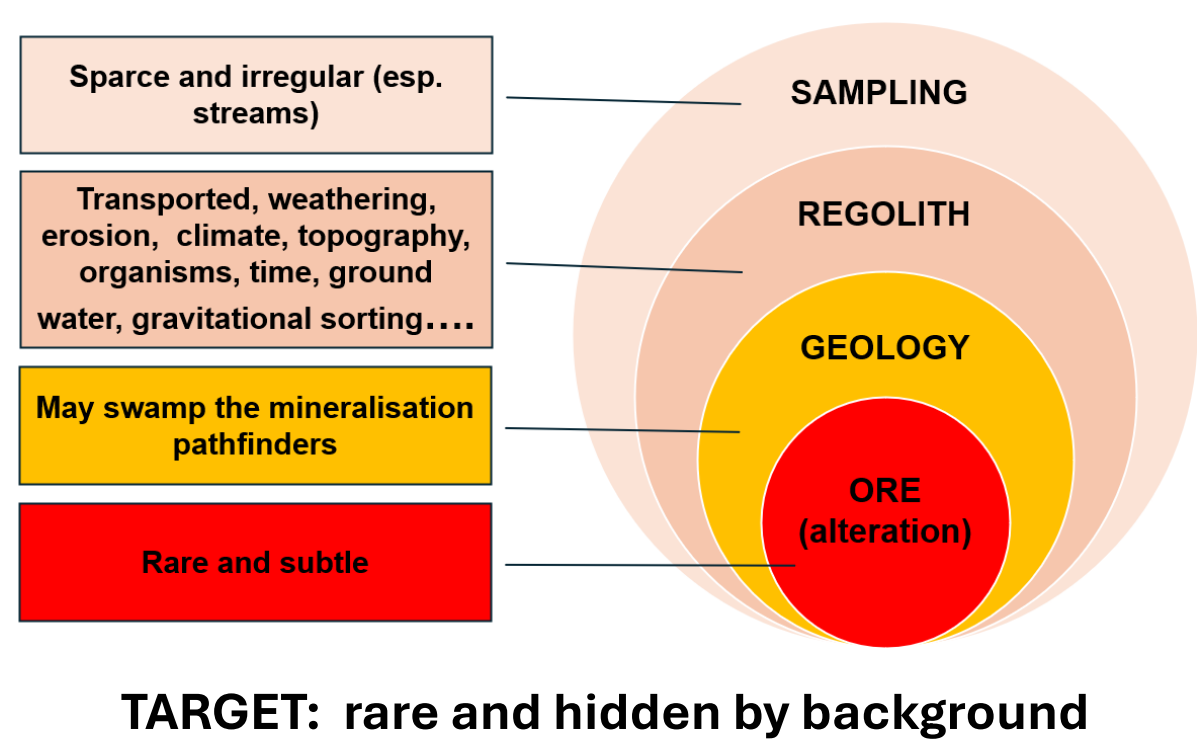 Sparce and irregular (esp.
streams)
SAMPLING
Transported, weathering,
erosion, climate, topography,
organisms, time, ground
water, gravitational sorting....
REGOLITH
May swamp the mineralisation
pathfinders
GEOLOGY
Rare and subtle
ORE
(alteration)
TARGET: rare and hidden by background